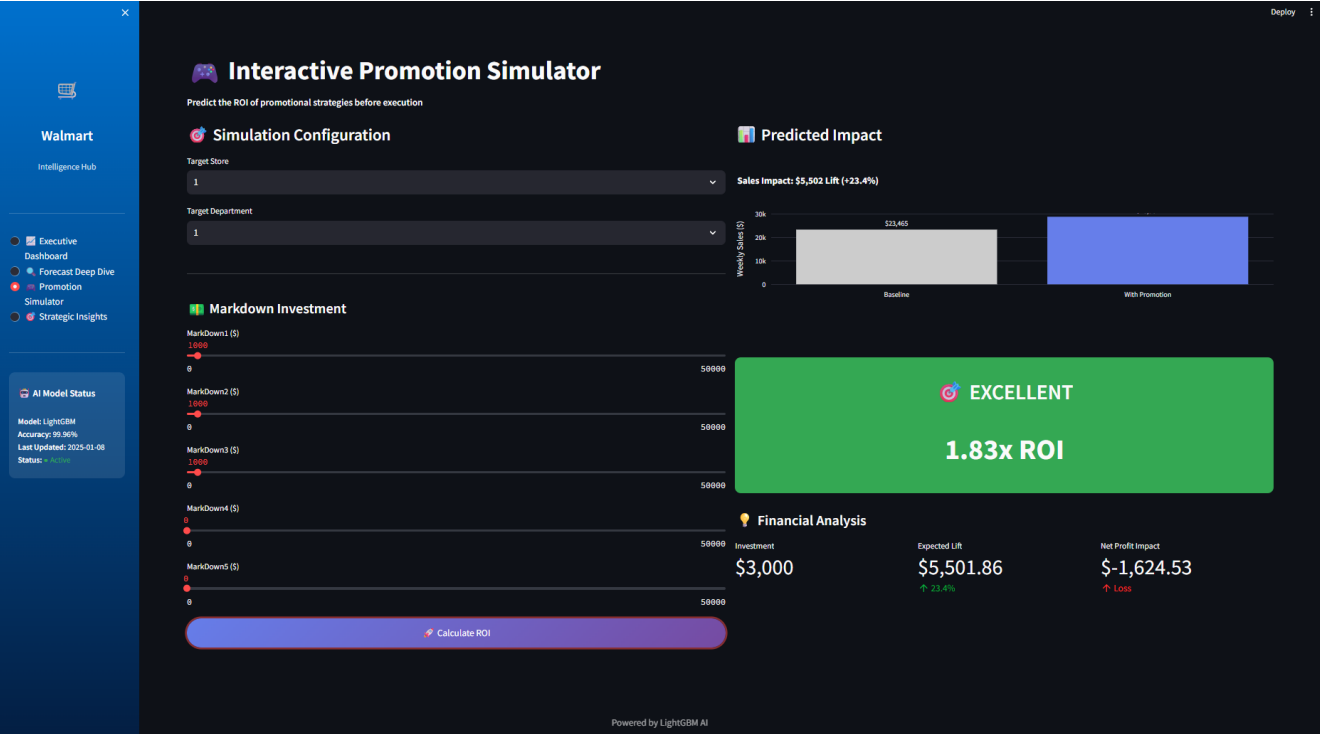 Deploy
Walmart
Intelligence Hub
Executive
Dashboard
Forecast Deep Dive
Promotion
Simulator
Strategic Insights
AI Model Status
Model: LightGBM
Accuracy: 99.96%
Last Updated: 2025-01-08
Status: Active
Interactive Promotion Simulator
Predict the ROI of promotional strategies before execution
Simulation Configuration
Target Store
1
Target Department
1
Markdown Investment
MarkDown1 ($)
1000
0 50000
MarkDown2 ($)
1000
0 50000
MarkDown3 ($)
1000
0 50000
MarkDown4 ($)
0
0 50000
MarkDown5 ($)
0
0 50000
Calculate ROI
Predicted Impact
Sales Impact: $5,502 Lift (+23.4%)
Weekly Sales ($)
30k
20k
10k
0
$23,465
Baseline
With Promotion
EXCELLENT
1.83x ROI
Financial Analysis
Investment
$3,000
Expected Lift
$5,501.86
↑ 23.4%
Net Profit Impact
$-1,624.53
↑ Loss
Powered by LightGBM AI